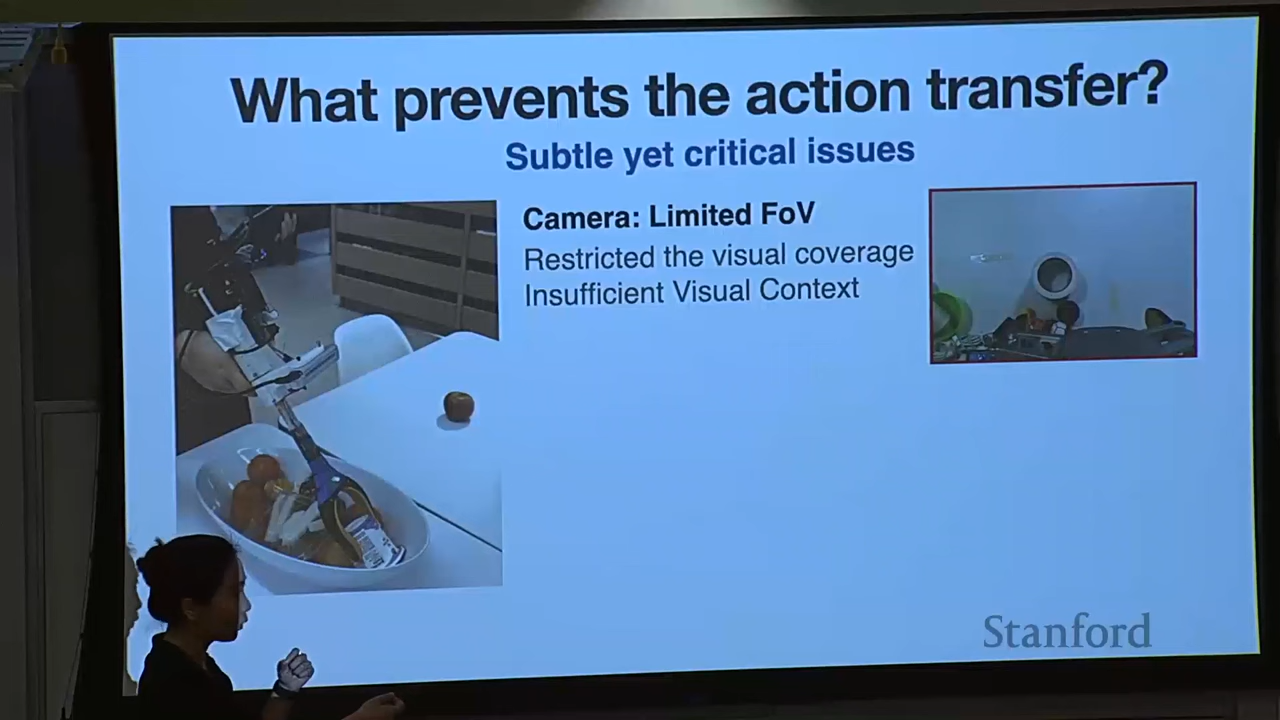 What prevents the action transfer?
Subtle yet critical issues
Camera: Limited FoV
Restricted the visual coverage
Insufficient Visual Context
Stanford